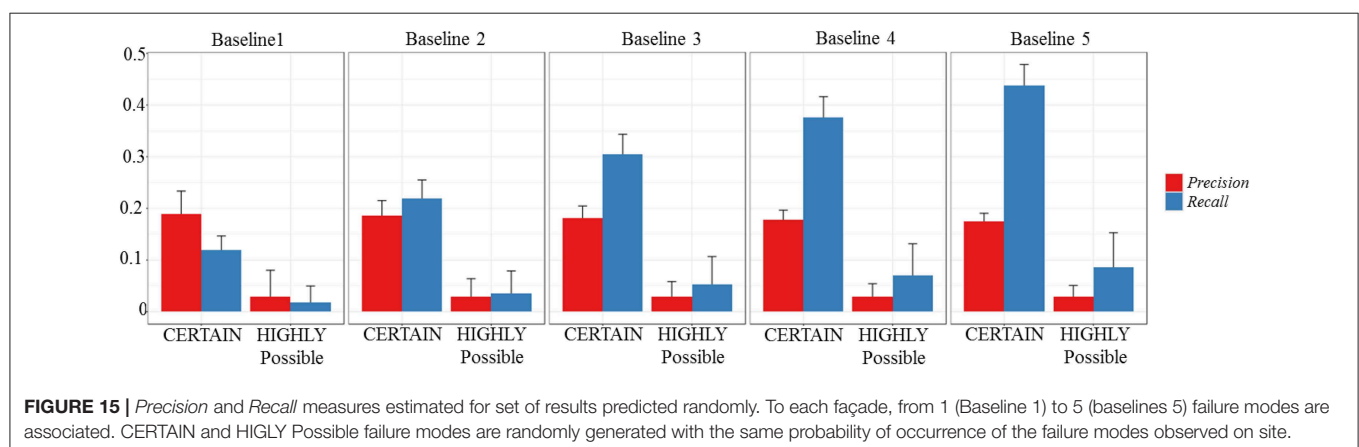 Baseline1 Baseline 2 Baseline 3 Baseline 4 Baseline 5
0.5
0.4
0.3
0.2
0.1
0
CERTAIN HIGHLY CERTAIN HIGHLY CERTAIN HIGHLY CERTAIN HIGHLY CERTAIN HIGHLY
Possible Possible Possible Possible Possible
Precision
Recall
FIGURE 15 | Precision and Recall measures estimated for set of results predicted randomly. To each façade, from 1 (Baseline 1) to 5 (baselines 5) failure modes are
associated. CERTAIN and HIGLY Possible failure modes are randomly generated with the same probability of occurrence of the failure modes observed on site.